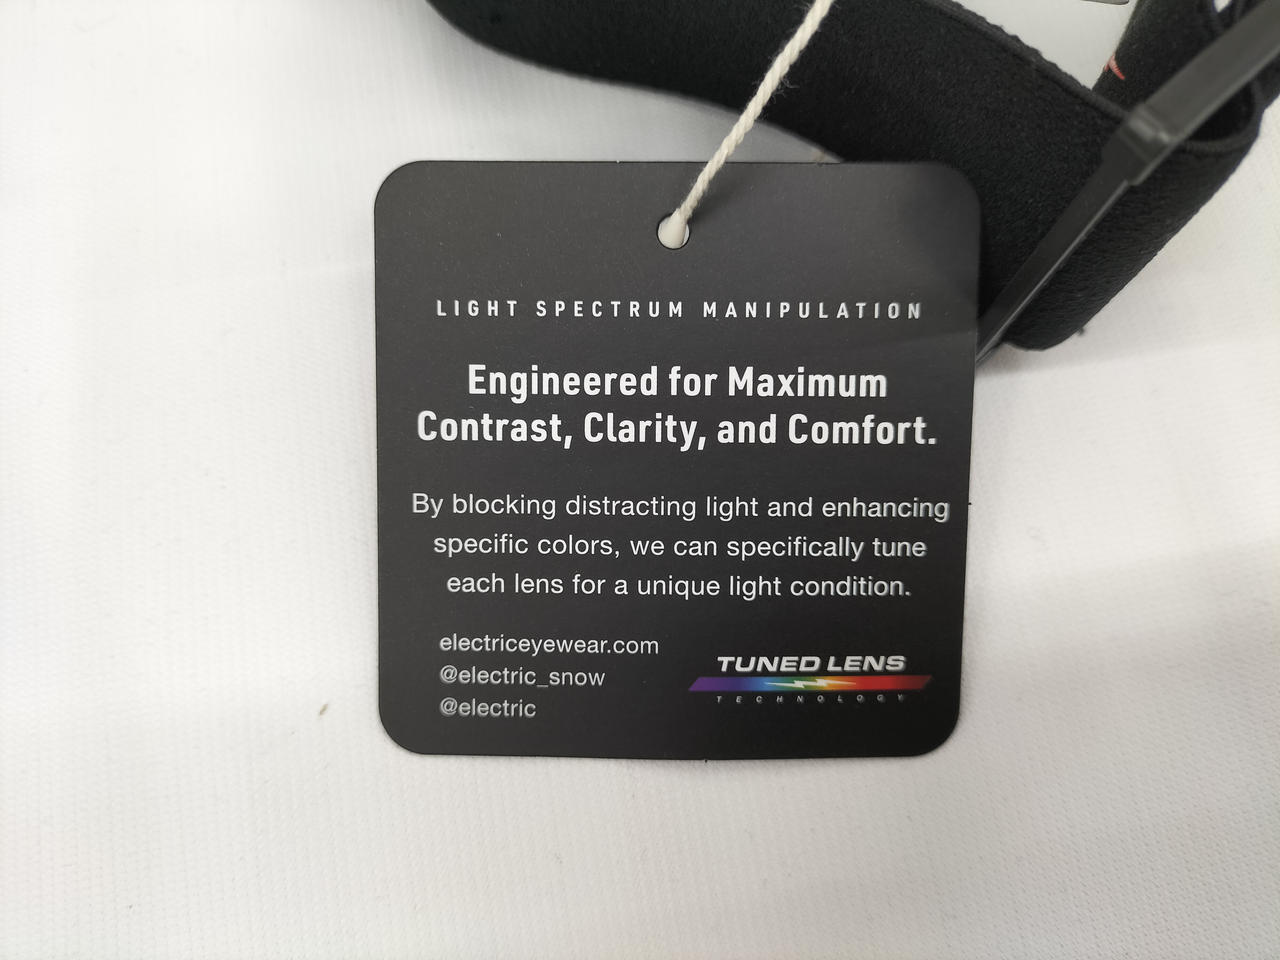 LIGHT SPECTRUM MANIPULATION
Engineered for Maximum
Contrast, Clarity, and Comfort.
By blocking distracting light and enhancing
specific colors, we can specifically tune
each lens for a unique light condition.
electriceyewear.com
@electric_snow
@electric
TUNED LENS
TECHNOLOGY